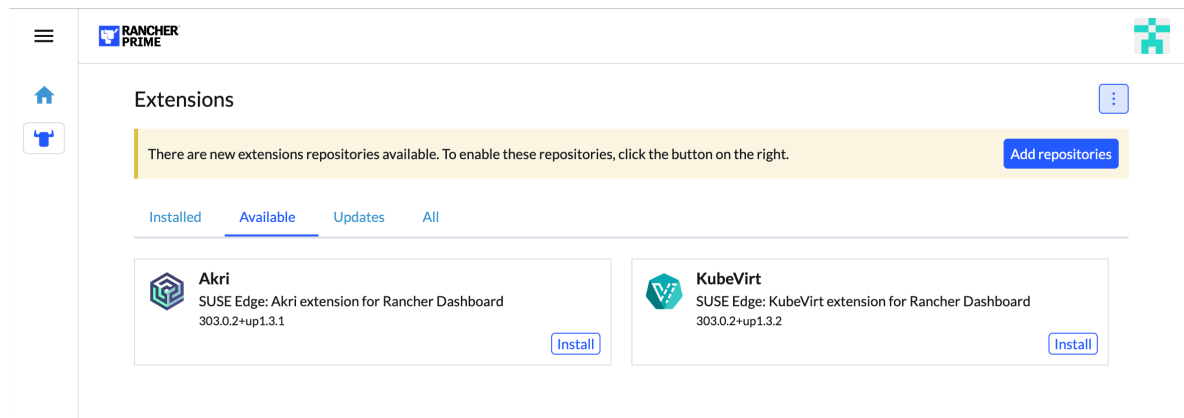 RANCHER
PRIME
Extensions
There are new extensions repositories available. To enable these repositories, click the button on the right.
Add repositories
Installed
Available
Updates
All
Akri
SUSE Edge: Akri extension for Rancher Dashboard
303.0.2+up1.3.1
Install
KubeVirt
SUSE Edge: KubeVirt extension for Rancher Dashboard
303.0.2+up1.3.2
Install